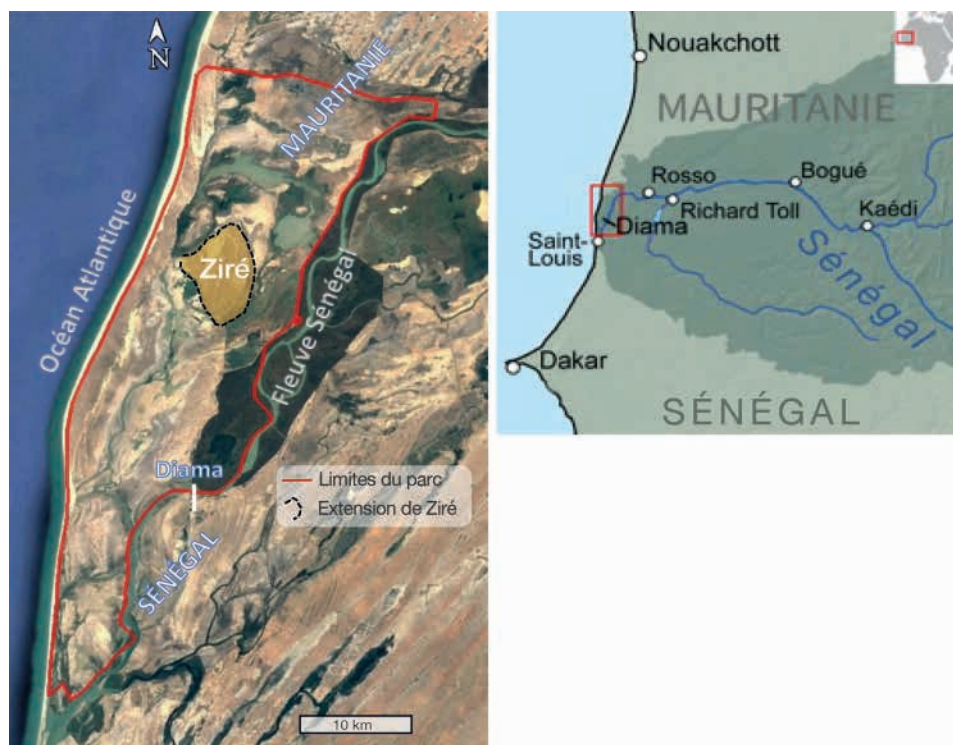 N
MAURITANIE
Océan Atlantique
Ziré
Fleuve Sénégal
Diama
SÉNÉGAL
Limites du parc
Extension de Ziré
10 km
Nouakchott
MAURITANIE
Rosso
Bogué
Richard Toll
Kaédi
Diama
Saint-
Louis
Sénégal
Dakar
SÉNÉGAL